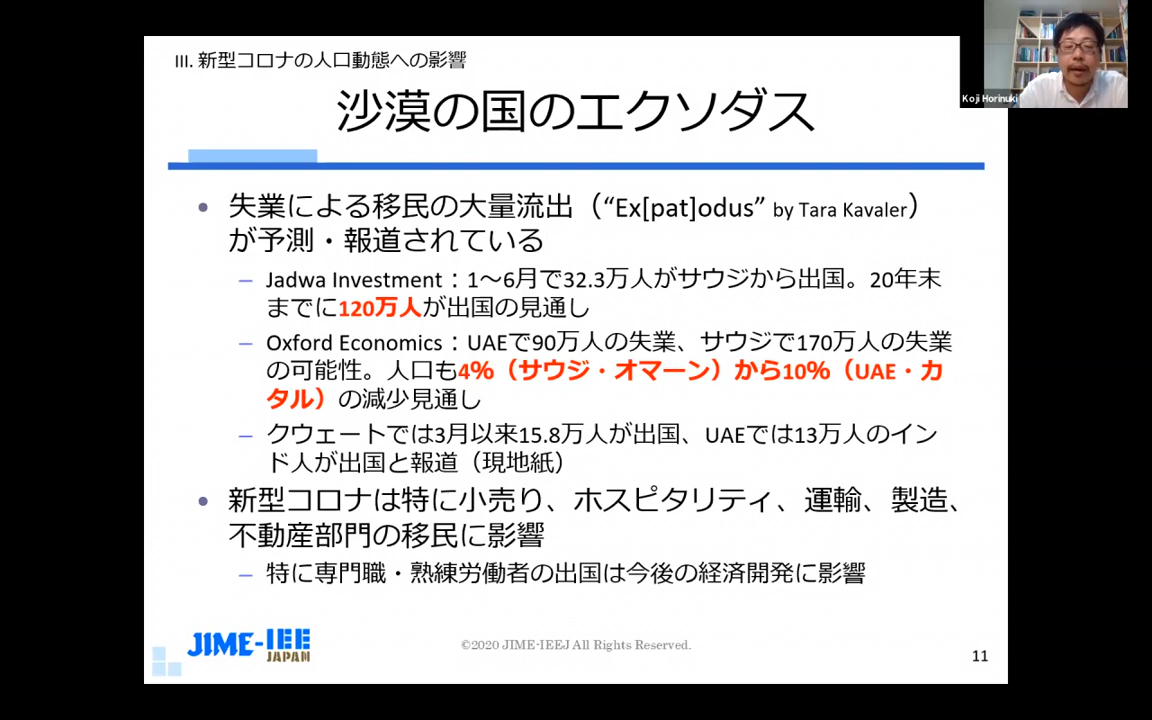 III. 新型コロナの人口動態への影響
沙漠の国のエクソダス
Koji Horinuki
• 失業による移民の大量流出（“Ex[pat]odus” by Tara Kavaler）
が予測・報道されている
– Jadwa Investment：1～6月で32.3万人がサウジから出国。20年末
までに120万人が出国の見通し
– Oxford Economics：UAEで90万人の失業、サウジで170万人の失業
の可能性。人口も4%（サウジ・オマーン）から10%（UAE・カ
タル）の減少見通し
– クウェートでは3月以来15.8万人が出国、UAEでは13万人のイン
ド人が出国と報道（現地紙）
• 新型コロナは特に小売り、ホスピタリティ、運輸、製造、
不動産部門の移民に影響
– 特に専門職・熟練労働者の出国は今後の経済開発に影響
JIME-IEE
JAPAN
©2020 JIME-IEEJ All Rights Reserved.
11